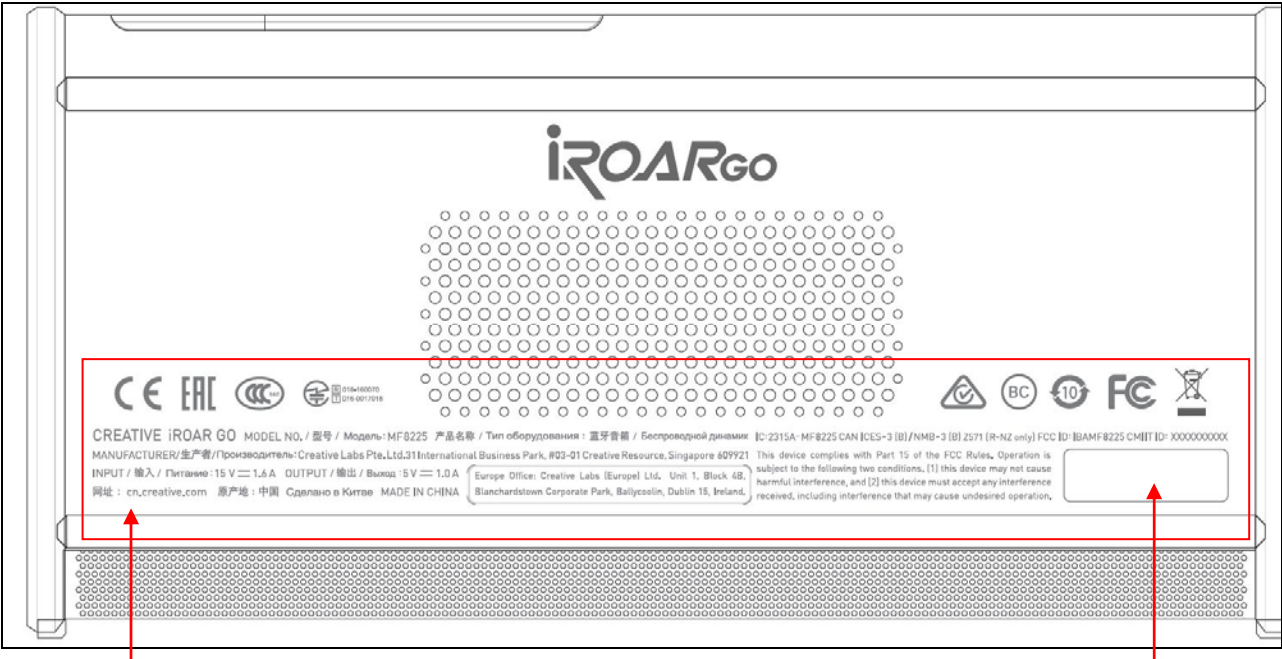 iROARGO
CE EAC CCC S&E R 016-160070 BC 10 FC
T D16-0017016
CREATIVE iROAR GO MODEL NO. / 型号 / Модель: MF8225 产品名称 / Тип оборудования : 蓝牙音箱 / Беспроводной динамик IC:2315A-MF8225 CAN ICES-3 (B)/NMB-3 (B) Z571 (R-NZ only) FCC ID: IBAMF8225 CMIIT ID: XXXXXXXXXX
MANUFACTURER/生产者/Производитель: Creative Labs Pte.Ltd.31International Business Park, #03-01 Creative Resource, Singapore 609921
INPUT / 输入 / Питание : 15 V ⎓ 1.6 A OUTPUT / 输出 / Выход : 5 V ⎓ 1.0 A
网址 : cn.creative.com 原产地 : 中国 Сделано в Китае MADE IN CHINA
Europe Office: Creative Labs (Europe) Ltd. Unit 1, Block 4B,
Blanchardstown Corporate Park, Ballycoolin, Dublin 15, Ireland.
This device complies with Part 15 of the FCC Rules. Operation is
subject to the following two conditions. (1) this device may not cause
harmful interference, and (2) this device must accept any interference
received, including interference that may cause undesired operation.